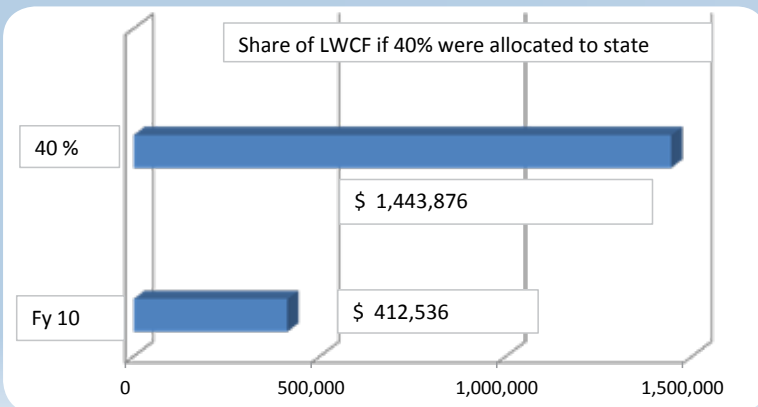 Share of LWCF if 40% were allocated to state
40 %
$ 1,443,876
Fy 10
$ 412,536
0 500,000 1,000,000 1,500,000